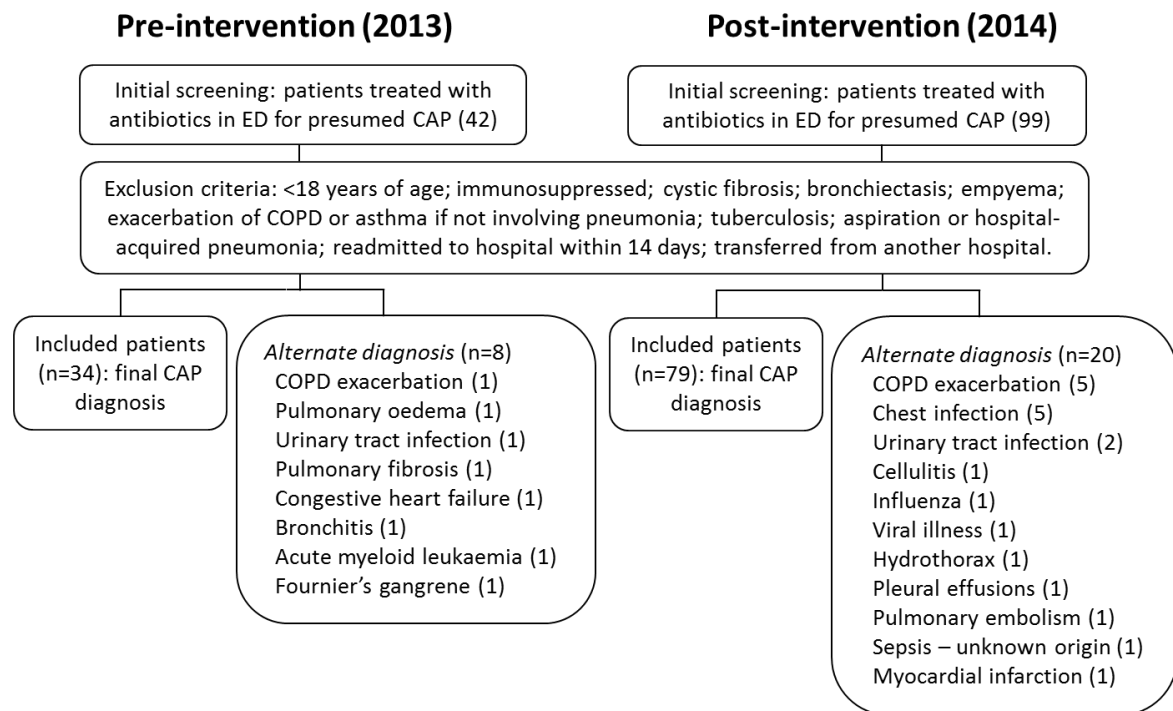 Pre-intervention (2013)
Post-intervention (2014)
Initial screening: patients treated with
antibiotics in ED for presumed CAP (42)
Initial screening: patients treated with
antibiotics in ED for presumed CAP (99)
Exclusion criteria: <18 years of age; immunosuppressed; cystic fibrosis; bronchiectasis; empyema;
exacerbation of COPD or asthma if not involving pneumonia; tuberculosis; aspiration or hospital-
acquired pneumonia; readmitted to hospital within 14 days; transferred from another hospital.
Included patients
(n=34): final CAP
diagnosis
Alternate diagnosis (n=8)
COPD exacerbation (1)
Pulmonary oedema (1)
Urinary tract infection (1)
Pulmonary fibrosis (1)
Congestive heart failure (1)
Bronchitis (1)
Acute myeloid leukaemia (1)
Fournier’s gangrene (1)
Included patients
(n=79): final CAP
diagnosis
Alternate diagnosis (n=20)
COPD exacerbation (5)
Chest infection (5)
Urinary tract infection (2)
Cellulitis (1)
Influenza (1)
Viral illness (1)
Hydrothorax (1)
Pleural effusions (1)
Pulmonary embolism (1)
Sepsis – unknown origin (1)
Myocardial infarction (1)